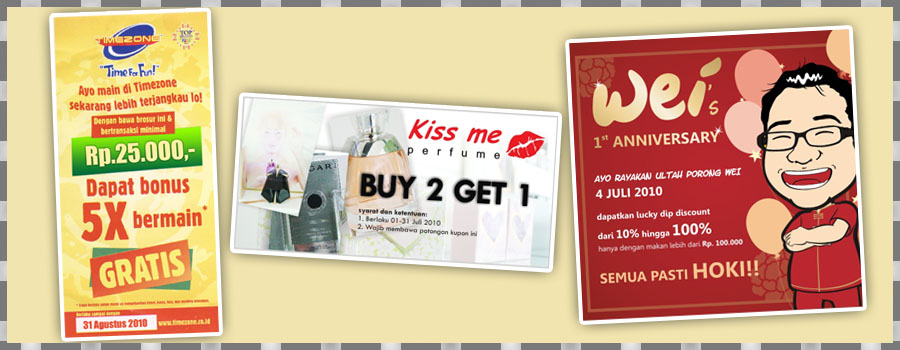 TIMEZONE
TOP
"Time For Fun!"
Ayo main di Timezone
sekarang lebih terjangkau lo!
Dengan bawa brosur ini &
bertransaksi minimal
Rp.25.000,-
Dapat bonus
5X bermain*
GRATIS
Berlaku sampai dengan
31 Agustus 2010
www.timezone.co.id
Kiss me
perfume
BUY 2 GET 1
syarat dan ketentuan:
1. Berlaku 01-31 Juli 2010
2. Wajib membawa potongan kupon ini
wei's
1st ANNIVERSARY
AYO RAYAKAN ULTAH PORONG WEI
4 JULI 2010
dapatkan lucky dip discount
dari 10% hingga 100%
hanya dengan makan lebih dari Rp. 100.000
SEMUA PASTI HOKI!!